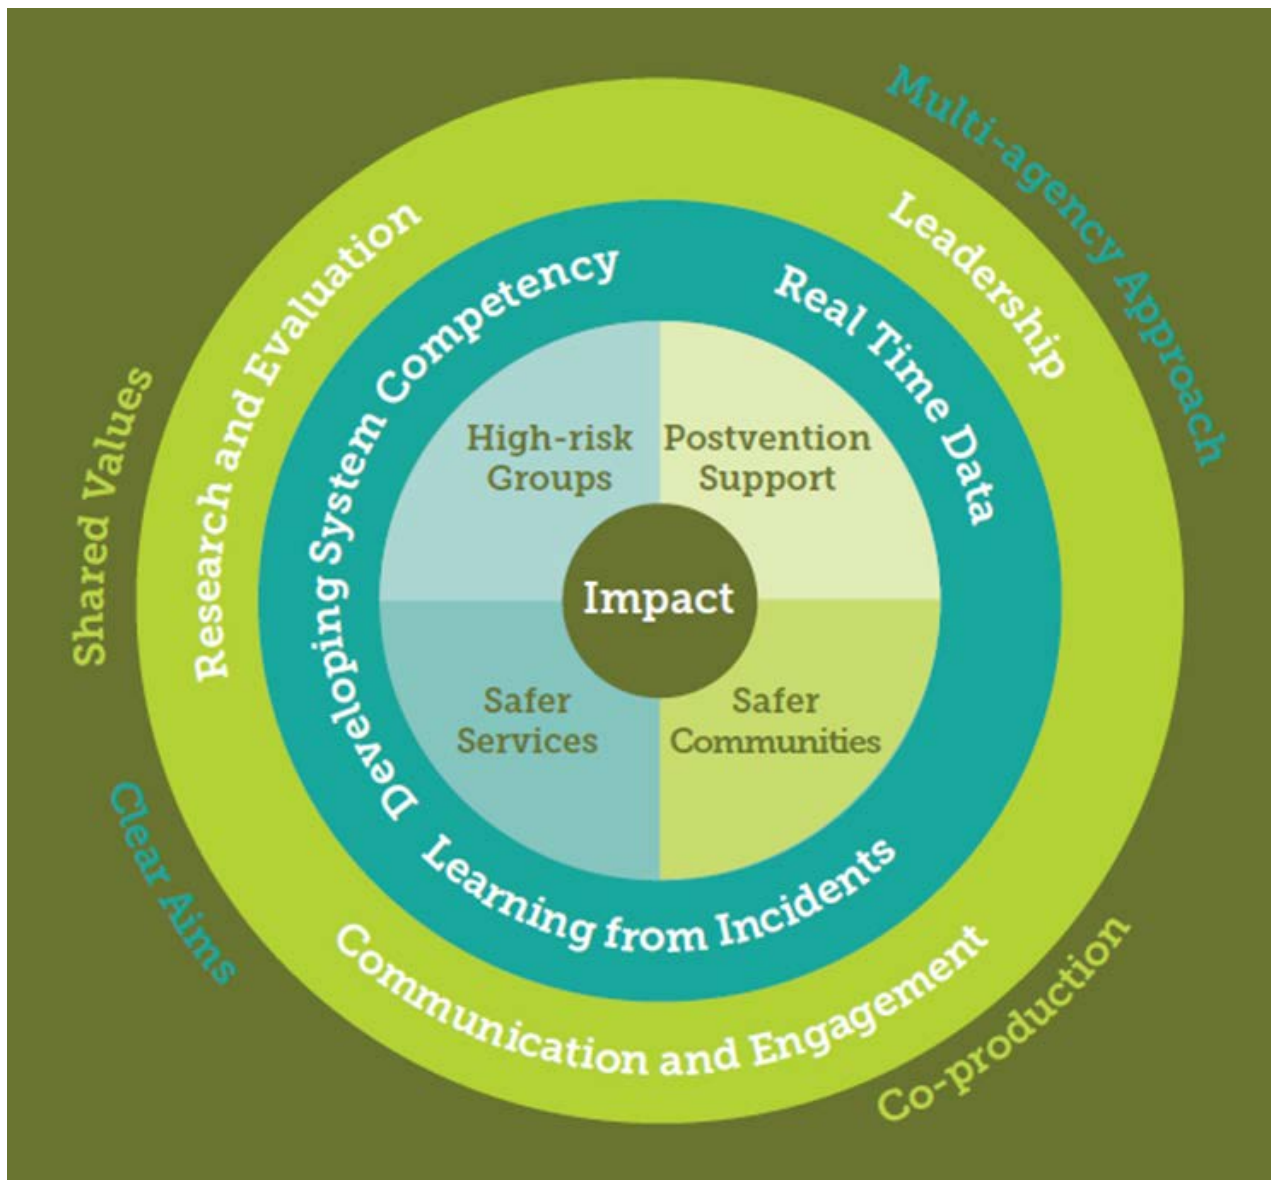 Multi-agency Approach
Leadership
Research and Evaluation
Developing System Competency
Real Time Data
Shared Values
High-risk
Groups
Postvention
Support
Impact
Safer
Services
Safer
Communities
Clear Aims
Learning from Incidents
Communication and Engagement
Co-production